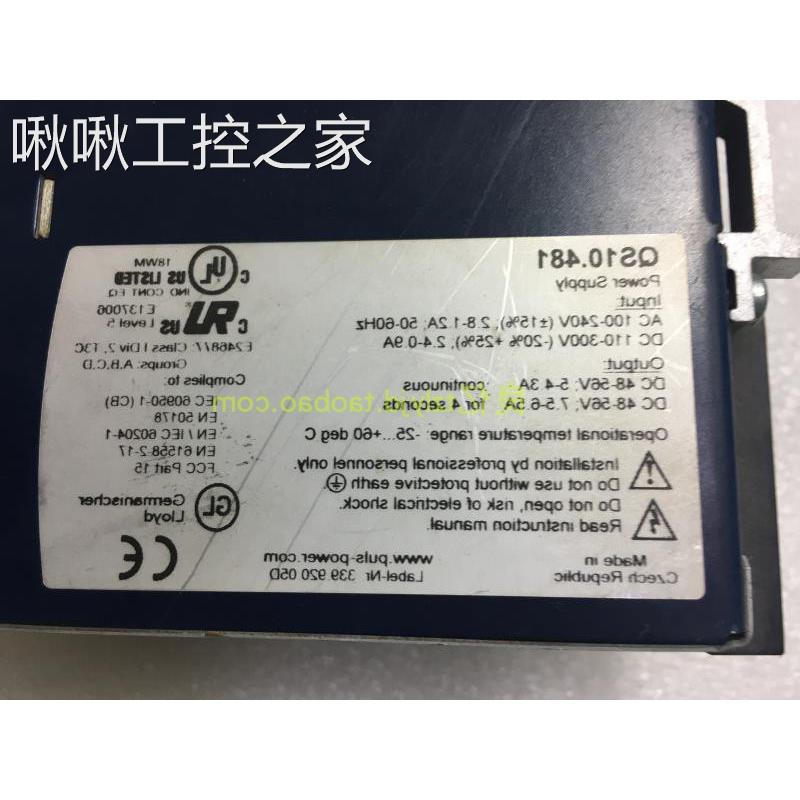 啾啾工控之家
QS10.481
Power Supply
Input:
AC 100-240V (±15%); 2.8-1.2A; 50-60Hz
DC 110-300V (-20% +25%); 2.4-0.9A
Output:
DC 48-56V; 5.4-3A continuous
DC 48-56V; 7.5-6.5A for 4 seconds
Operational temperature range: -25...+60 deg C
Installation by professional personnel only.
Do not use without protective earth
Do not open, risk of electrical shock.
Read instruction manual.
Made in
Czech Republic
www.puls-power.com
Label-Nr 339 920 05D
18WM
C UL US LISTED
IND CONT EQ
E137006
Level 5
C RU US
E246877: Class I Div 2, T3C
Groups: A,B,C,D
Complies to:
IEC 60950-1 (CB)
EN 50178
EN / IEC 60204-1
EN 61558-2-17
FCC Part 15
GL
Germanischer
Lloyd
CE
taobao.com